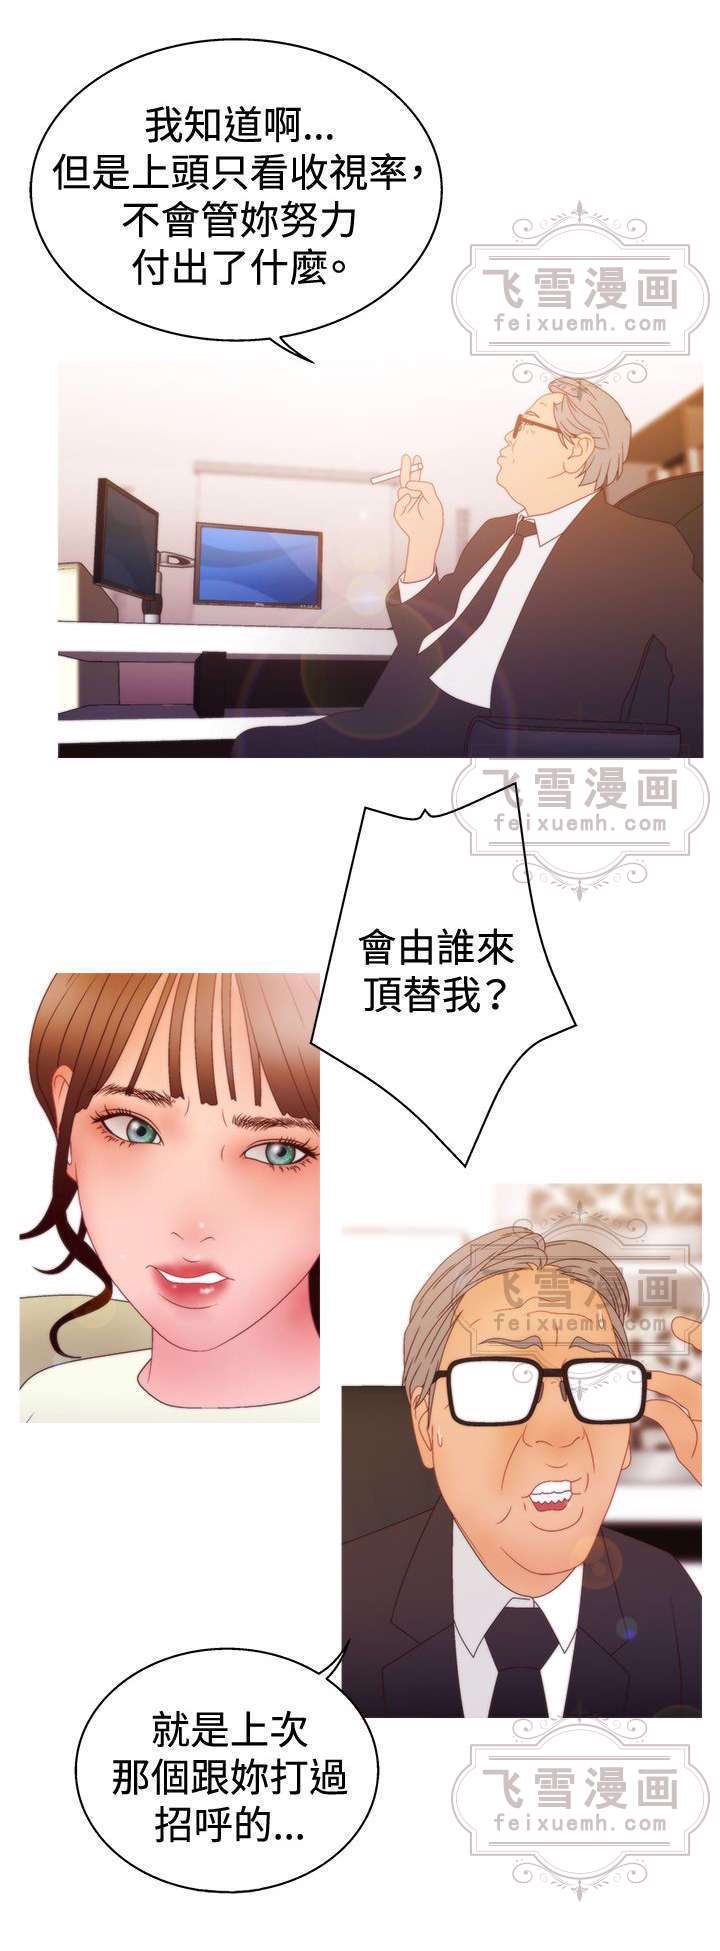 我知道啊...
但是上頭只看收視率，
不會管妳努力
付出了什麼。
飞雪漫画
feixuemh.com
飞雪漫画
feixuemh.com
會由誰來
頂替我？
飞雪漫画
feixuemh.com
就是上次
那個跟妳打過
招呼的...
飞雪漫画
feixuemh.com